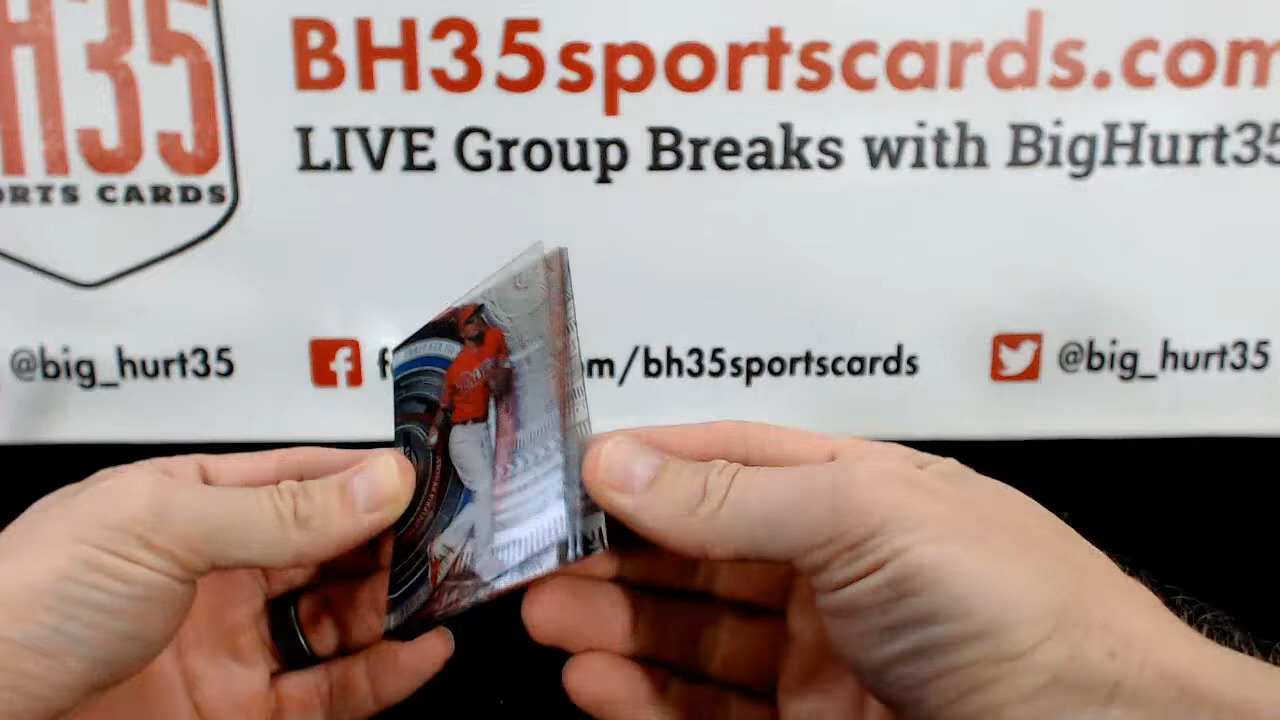 H35
ORTS CARDS
BH35sportscards.com
LIVE Group Breaks with BigHurt35
@big_hurt35
f
f
m/bh35sportscards
@big_hurt35